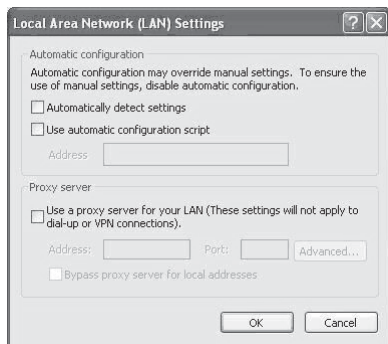 Local Area Network (LAN) Settings
Automatic configuration
Automatic configuration may override manual settings. To ensure the
use of manual settings, disable automatic configuration.
Automatically detect settings
Use automatic configuration script
Address
Proxy server
Use a proxy server for your LAN (These settings will not apply to
dial-up or VPN connections).
Address: Port: Advanced...
Bypass proxy server for local addresses
OK Cancel